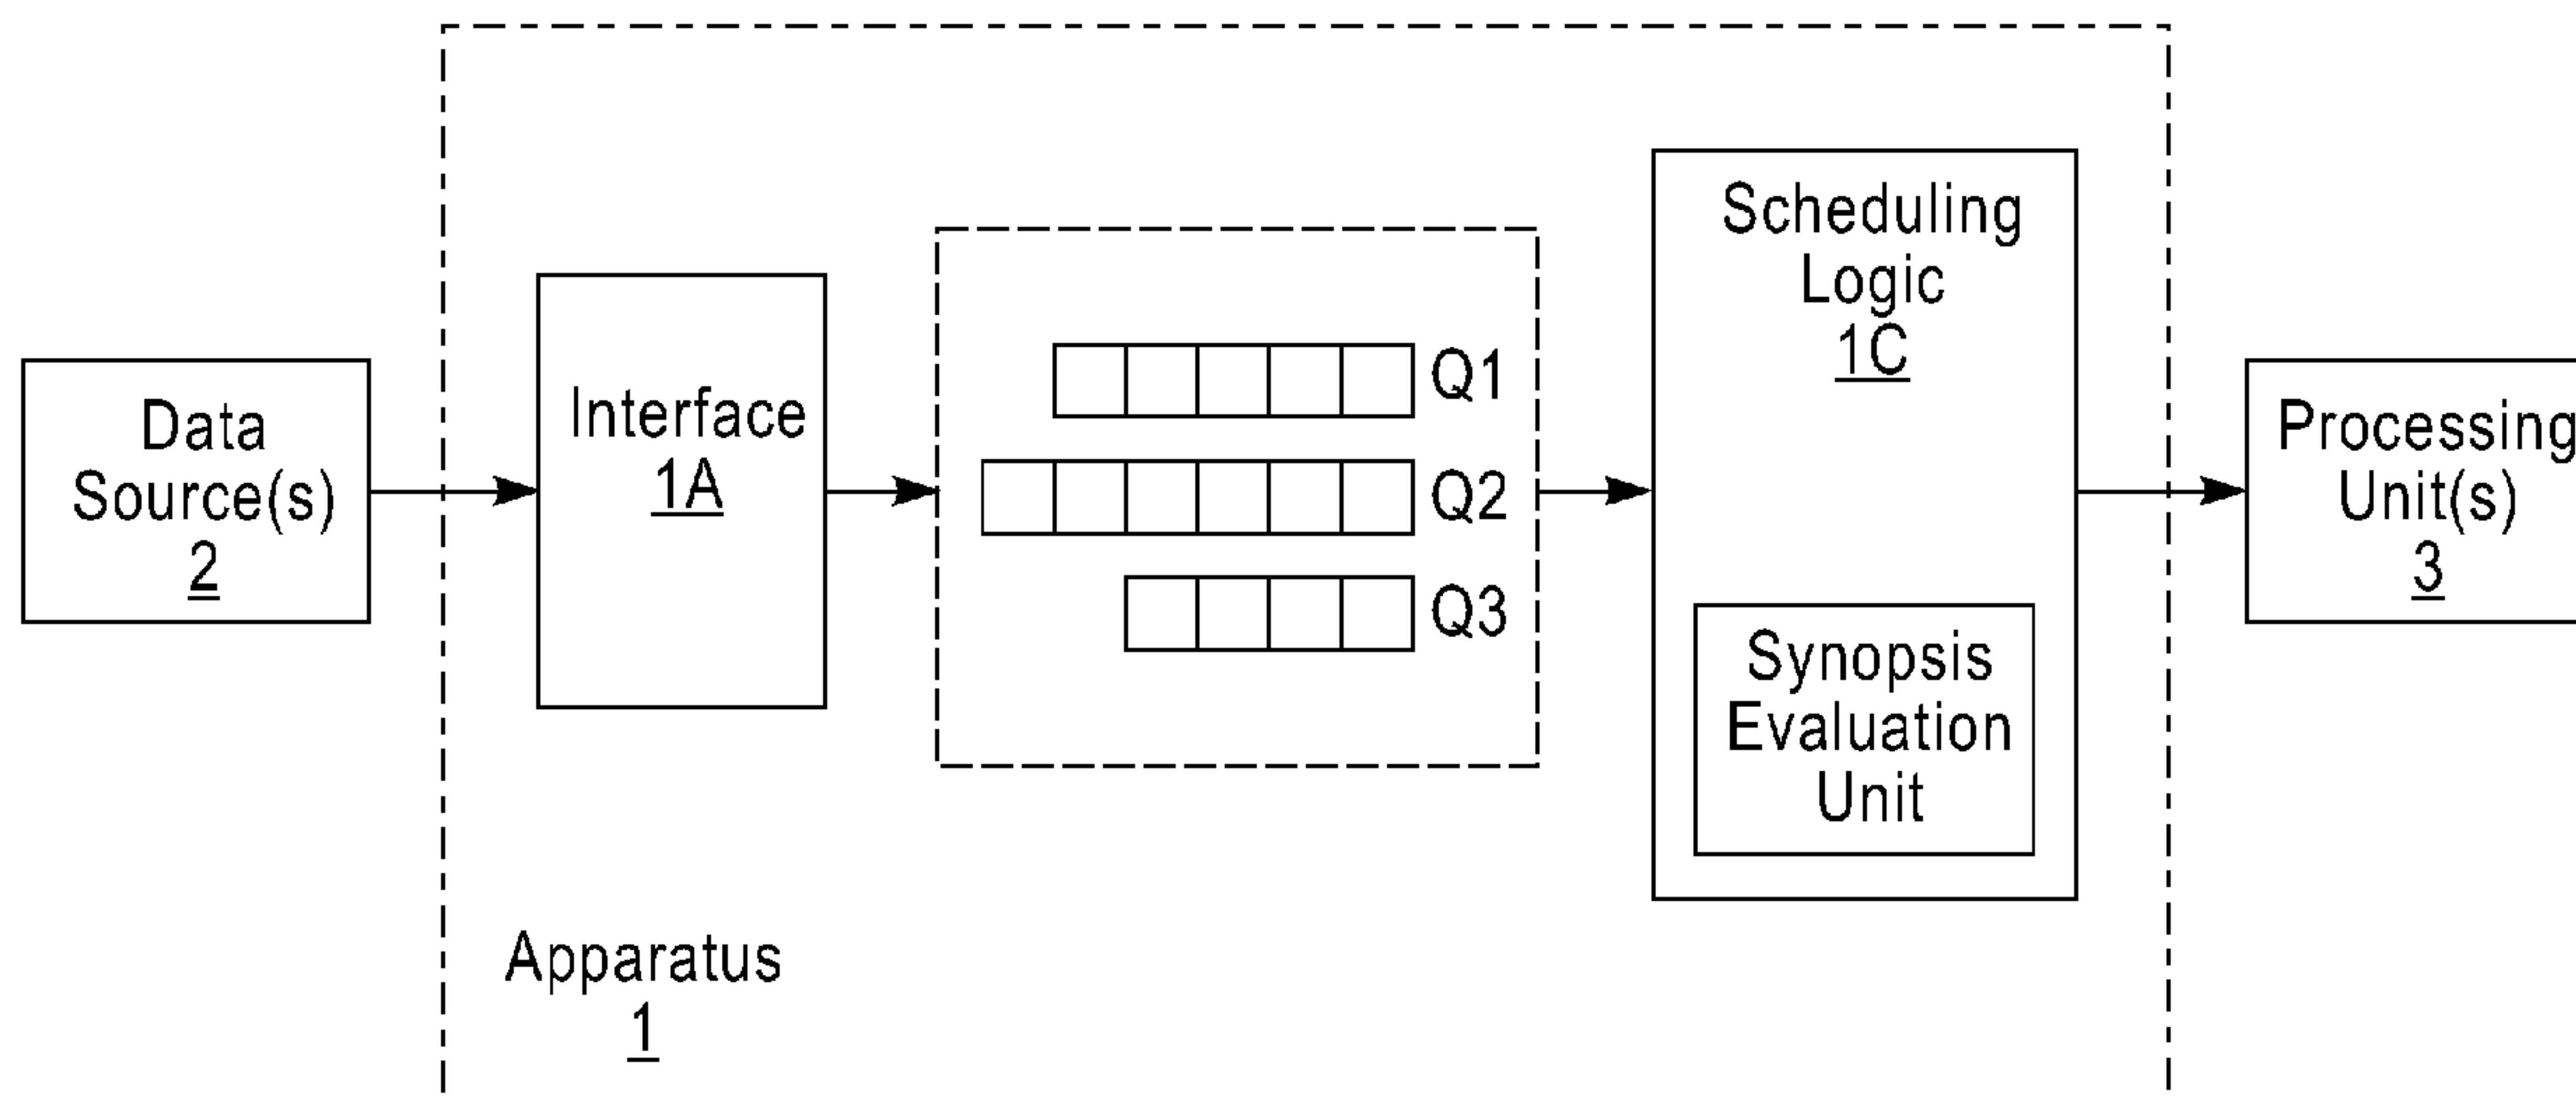 Data
Source(s)
2
Interface
1A
Q1
Q2
Q3
Scheduling
Logic
1C
Synopsis
Evaluation
Unit
Processing
Unit(s)
3
Apparatus
1